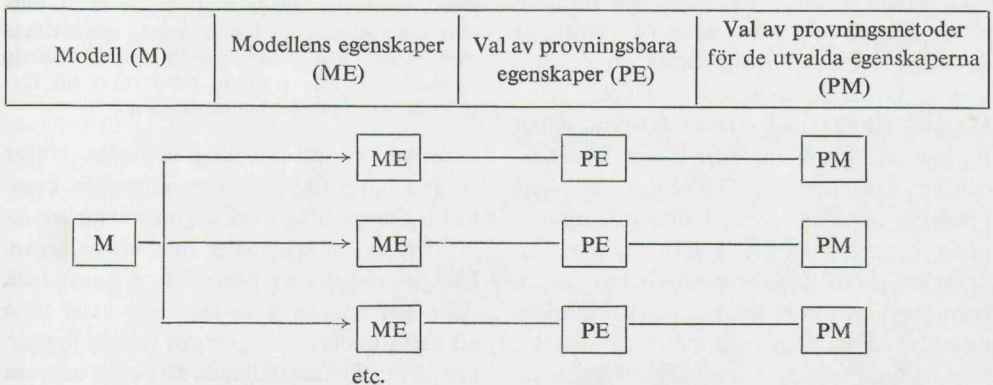 Modell (M)
Modellens egenskaper
(ME)
Val av provningsbara
egenskaper (PE)
Val av provningsmetoder
för de utvalda egenskaperna
(PM)
ME PE PM
M ME PE PM
ME PE PM
etc.